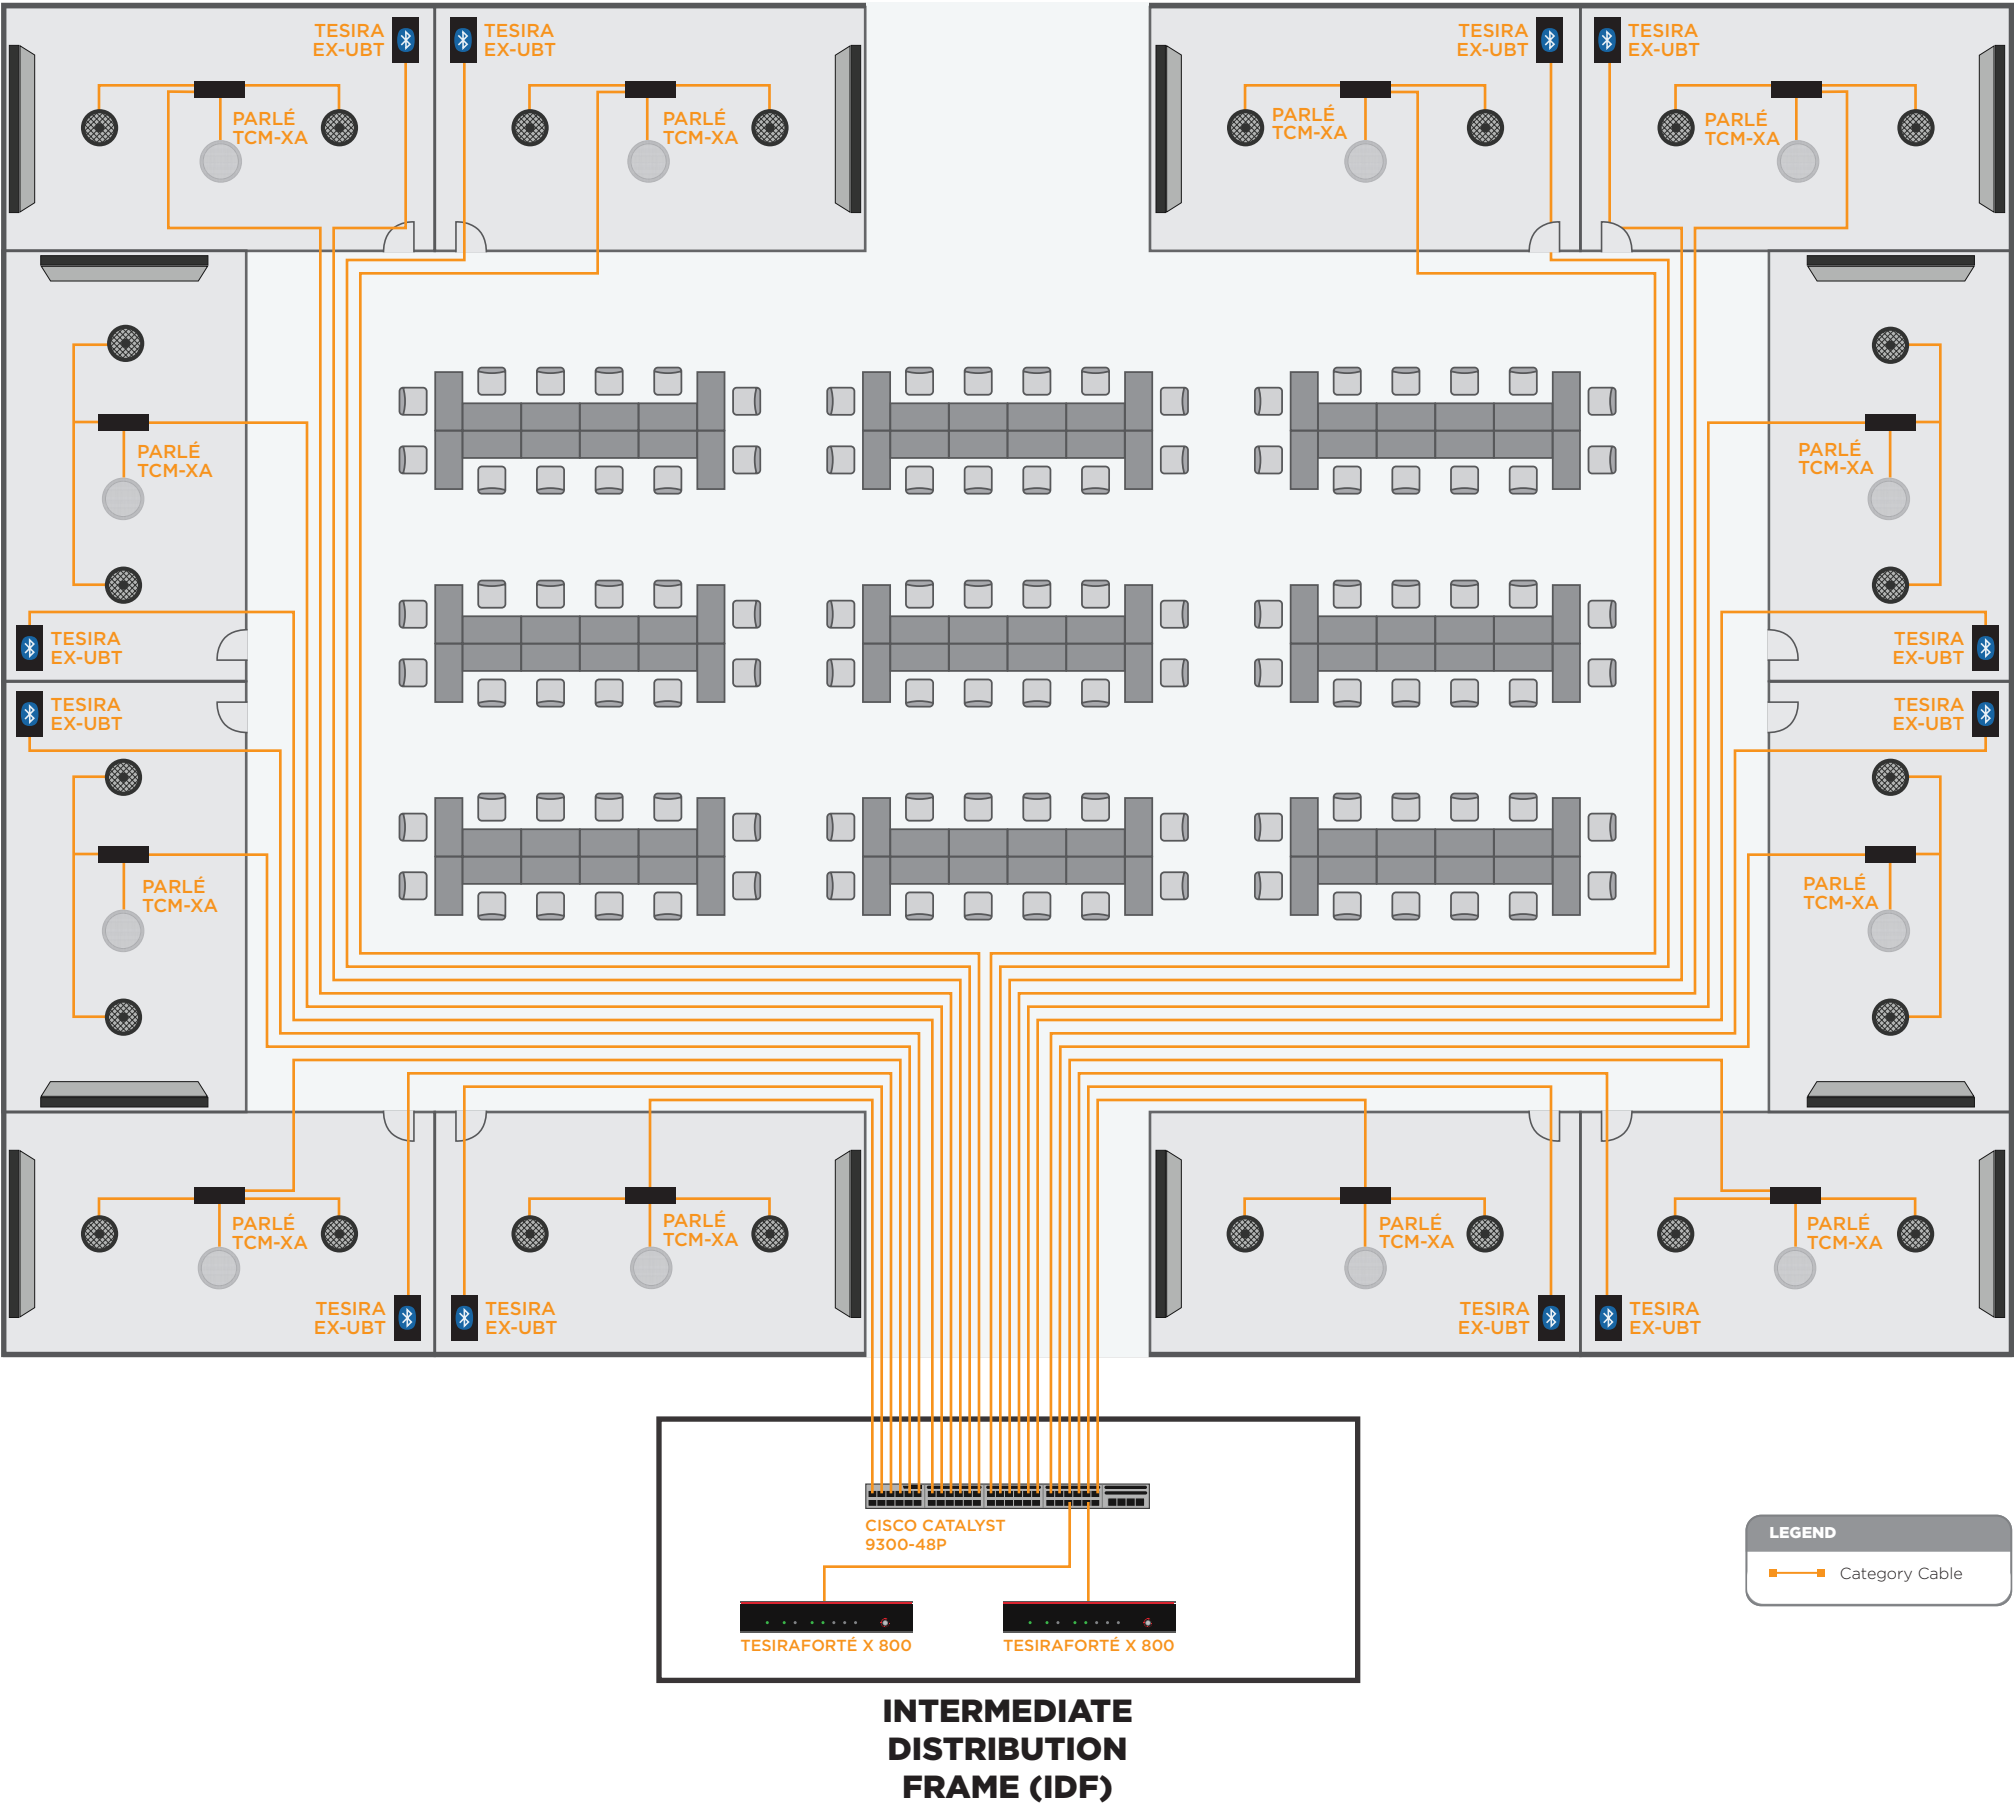 TESIRA
EX-UBT
TESIRA
EX-UBT
TESIRA
EX-UBT
TESIRA
EX-UBT
PARLÉ
TCM-XA
PARLÉ
TCM-XA
PARLÉ
TCM-XA
PARLÉ
TCM-XA
PARLÉ
TCM-XA
PARLÉ
TCM-XA
TESIRA
EX-UBT
TESIRA
EX-UBT
TESIRA
EX-UBT
TESIRA
EX-UBT
PARLÉ
TCM-XA
PARLÉ
TCM-XA
PARLÉ
TCM-XA
PARLÉ
TCM-XA
PARLÉ
TCM-XA
PARLÉ
TCM-XA
TESIRA
EX-UBT
TESIRA
EX-UBT
TESIRA
EX-UBT
TESIRA
EX-UBT
CISCO CATALYST
9300-48P
LEGEND
Category Cable
TESIRAFORTÉ X 800
TESIRAFORTÉ X 800
INTERMEDIATE
DISTRIBUTION
FRAME (IDF)